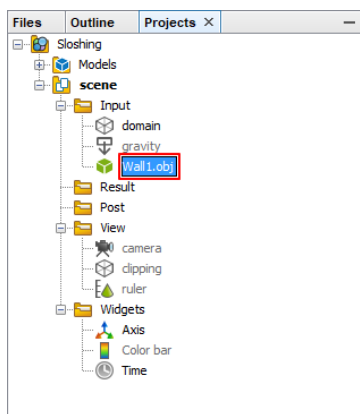 Files Outline Projects ×
Sloshing
Models
scene
Input
domain
gravity
Wall1.obj
Result
Post
View
camera
clipping
ruler
Widgets
Axis
Color bar
Time